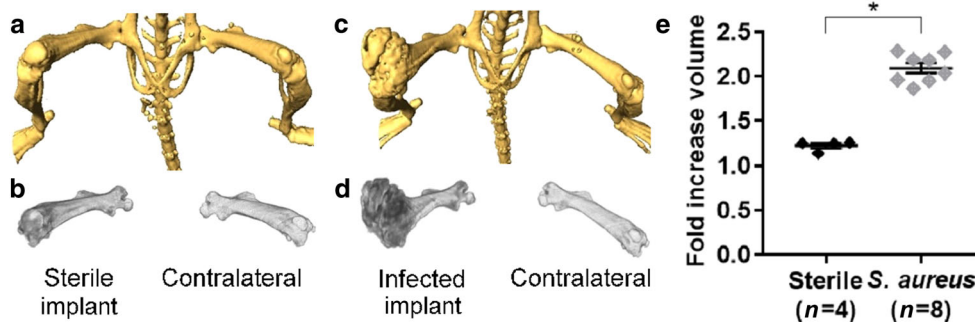 a
c
e
*
Fold increase volume
2.5
2.0
1.5
1.0
0.5
0.0
Sterile S. aureus
(n=4) (n=8)
b
d
Sterile
implant
Contralateral
Infected
implant
Contralateral